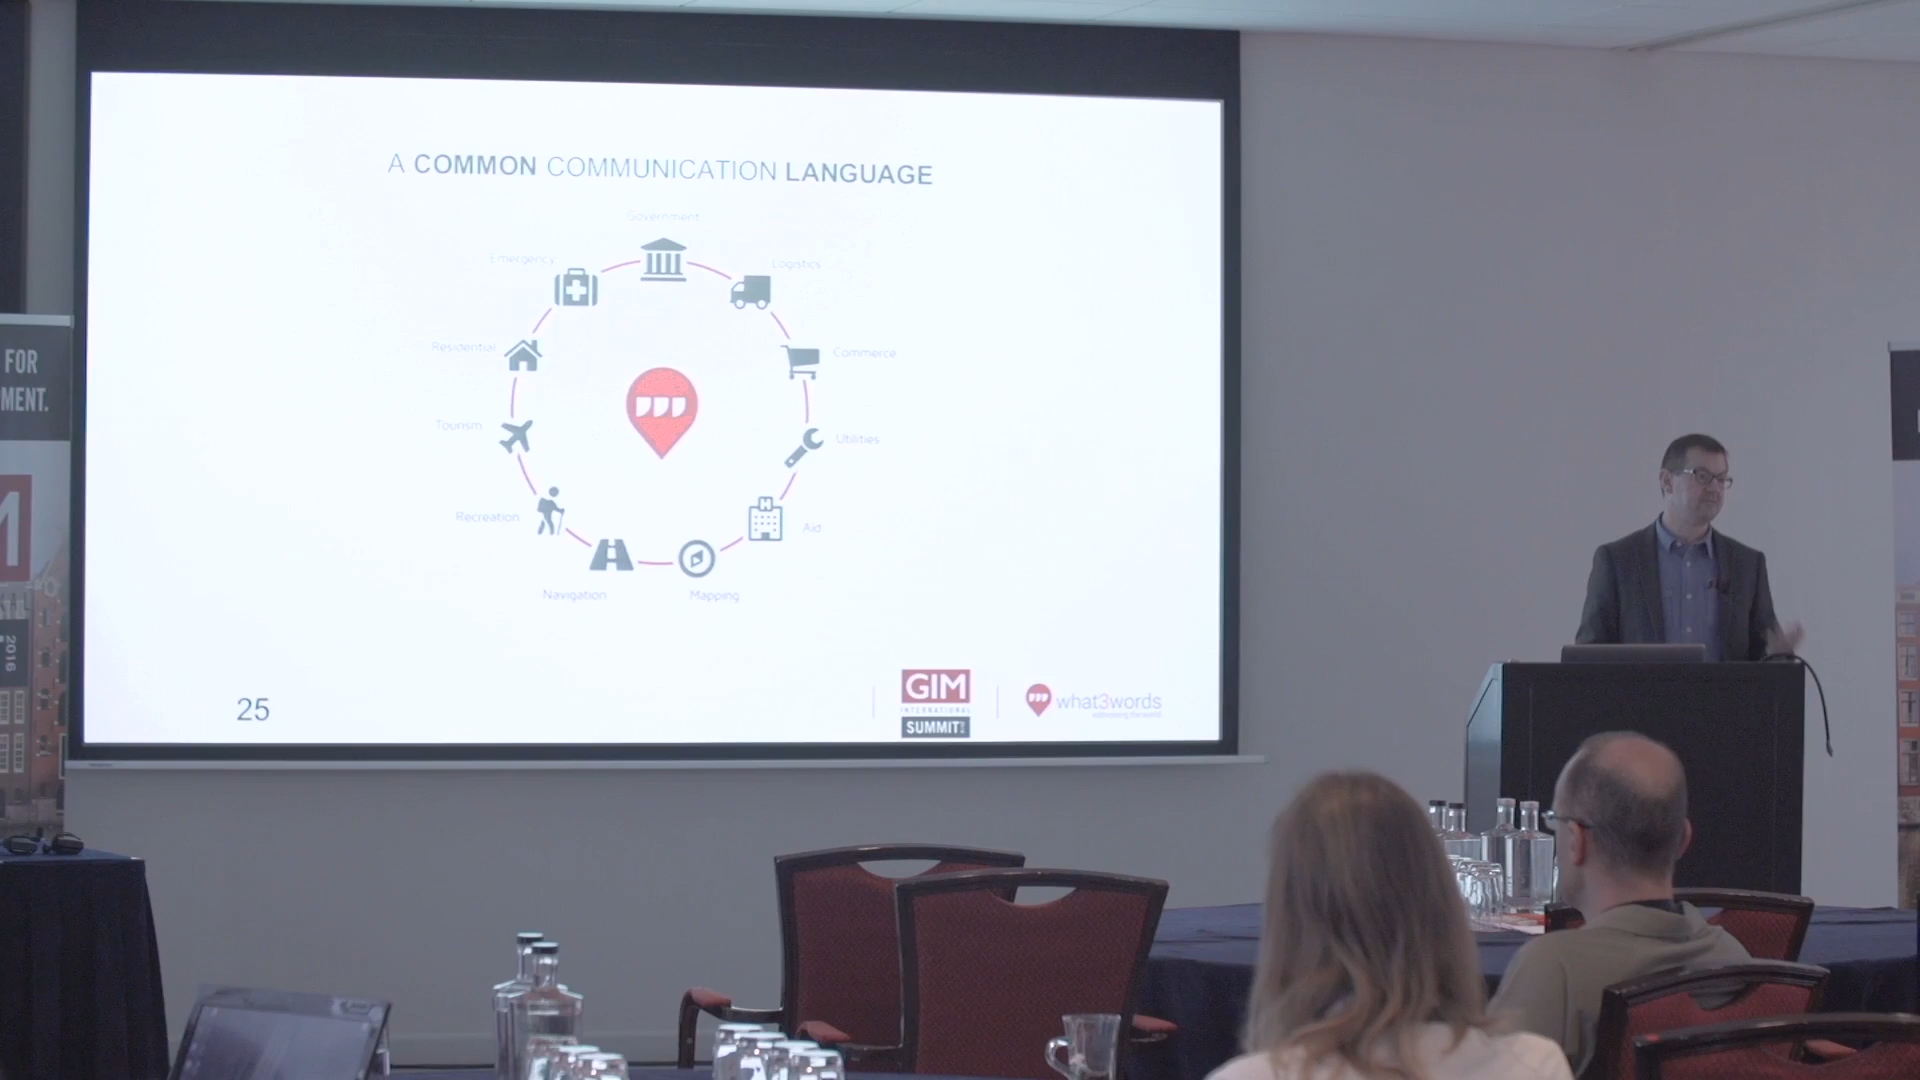 A COMMON COMMUNICATION LANGUAGE
Government
Emergency
Logistics
Residential
Commerce
Tourism
Utilities
Recreation
Aid
Navigation
Mapping
25
GIM
INTERNATIONAL
SUMMIT
what3words
FOR
MENT.
M
2016